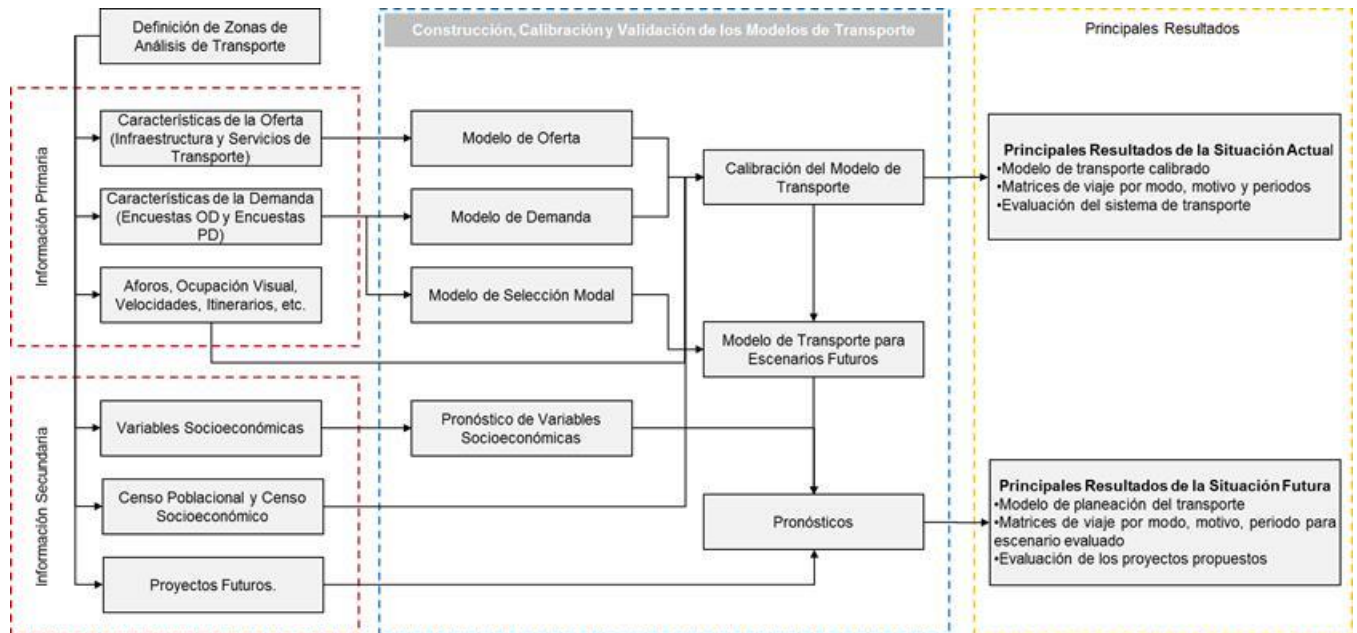 Definición de Zonas de
Análisis de Transporte
Información Primaria
Características de la Oferta
(Infraestructura y Servicios de
Transporte)
Características de la Demanda
(Encuestas OD y Encuestas
PD)
Aforos, Ocupación Visual,
Velocidades, Itinerarios, etc.
Información Secundaria
Variables Socioeconómicas
Censo Poblacional y Censo
Socioeconómico
Proyectos Futuros.
Construcción, Calibración y Validación de los Modelos de Transporte
Modelo de Oferta
Modelo de Demanda
Modelo de Selección Modal
Pronóstico de Variables
Socioeconómicas
Calibración del Modelo de
Transporte
Modelo de Transporte para
Escenarios Futuros
Pronósticos
Principales Resultados
Principales Resultados de la Situación Actual
•Modelo de transporte calibrado
•Matrices de viaje por modo, motivo y periodos
•Evaluación del sistema de transporte
Principales Resultados de la Situación Futura
•Modelo de planeación del transporte
•Matrices de viaje por modo, motivo, periodo para
escenario evaluado
•Evaluación de los proyectos propuestos